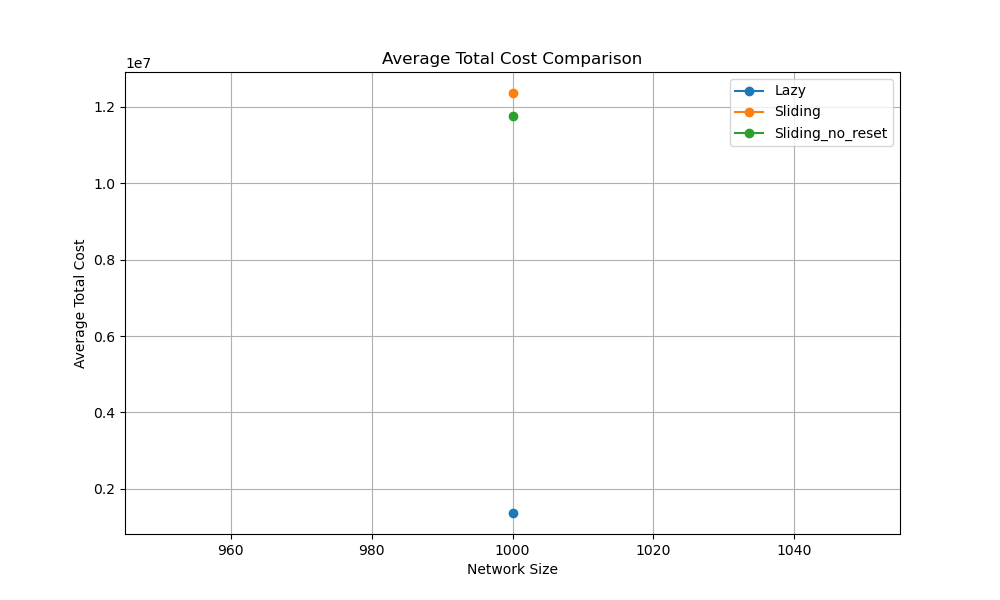 Average Total Cost Comparison
1e7
Lazy
Sliding
Sliding_no_reset
1.2
1.0
0.8
0.6
0.4
0.2
Average Total Cost
960 980 1000 1020 1040
Network Size